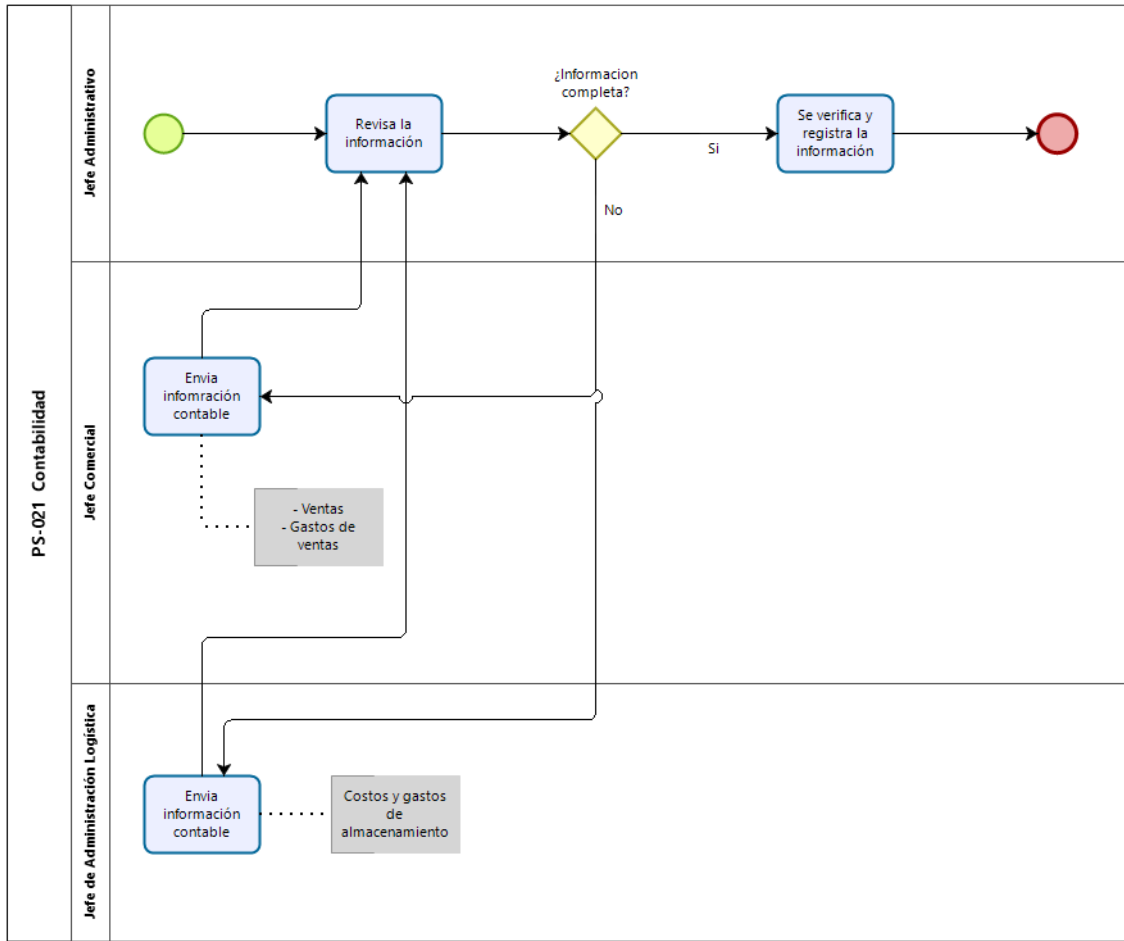 PS-021 Contabilidad
Jefe Administrativo
Revisa la
información
¿Informacion
completa?
Si
No
Se verifica y
registra la
información
Jefe Comercial
Envia
infomración
contable
- Ventas
- Gastos de
ventas
Jefe de Administración Logística
Envia
información
contable
Costos y gastos
de
almacenamiento